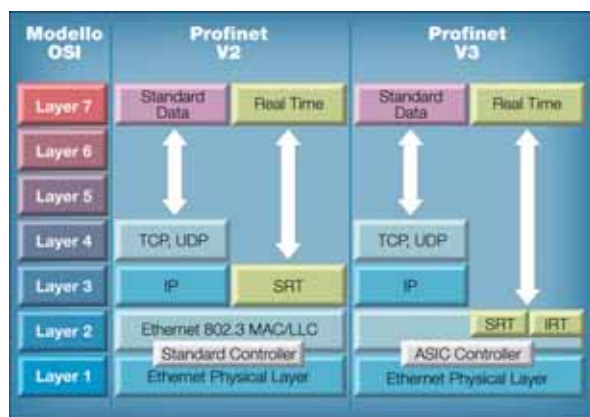 Modello
OSI
Profinet
V2
Profinet
V3
Layer 7
Standard
Data
Real Time
Standard
Data
Real Time
Layer 6
Layer 5
Layer 4
TCP, UDP
TCP, UDP
Layer 3
IP
SRT
IP
Layer 2
Ethernet 802.3 MAC/LLC
SRT
IRT
Standard Controller
ASIC Controller
Layer 1
Ethernet Physical Layer
Ethernet Physical Layer